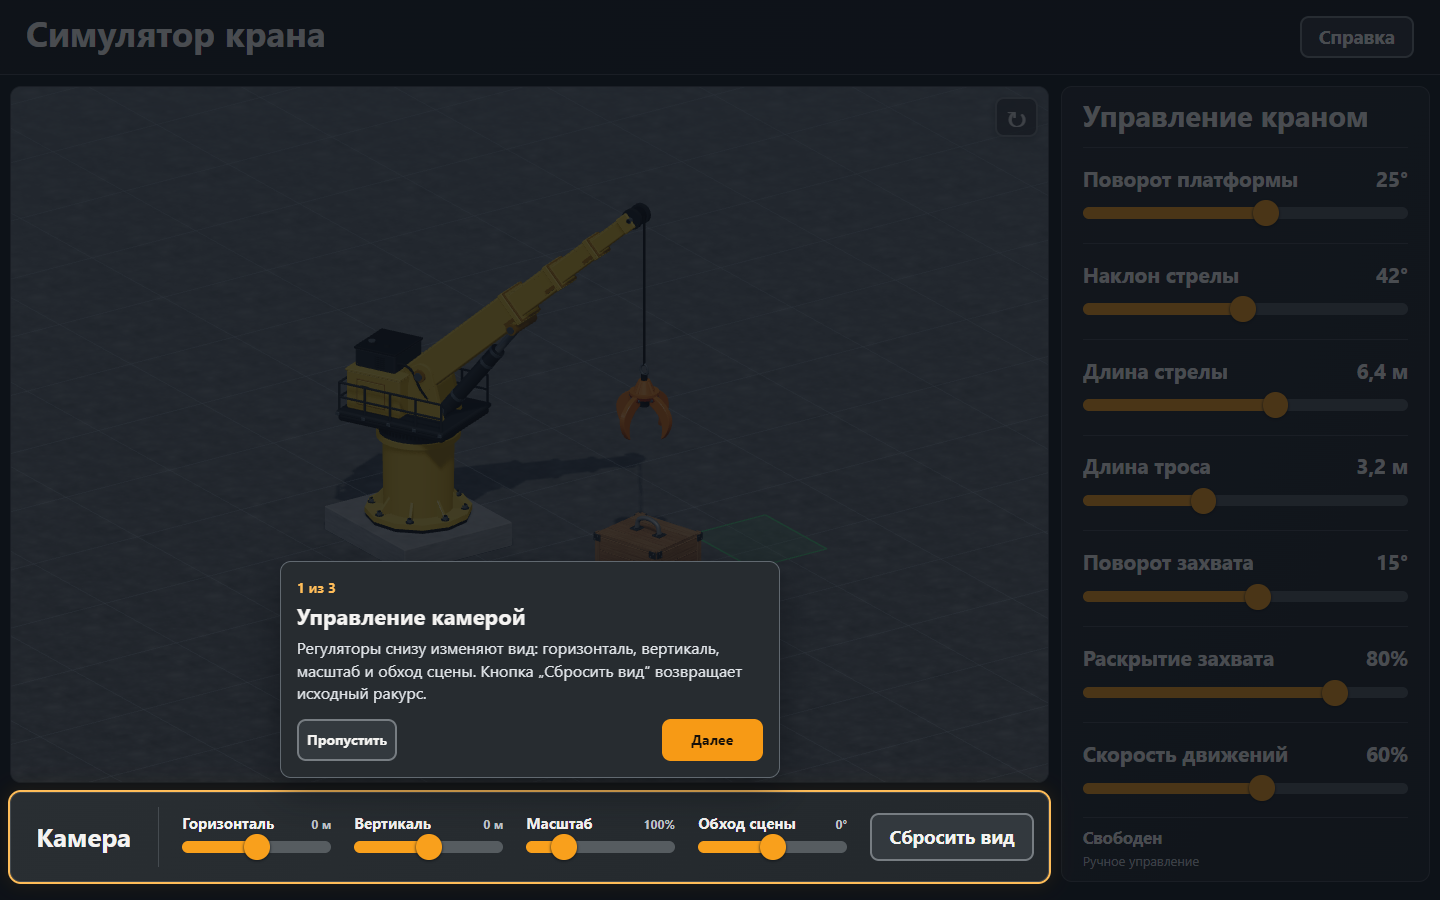 Симулятор крана
Справка
↻
Управление краном
Поворот платформы 25°
Наклон стрелы 42°
Длина стрелы 6,4 м
Длина троса 3,2 м
Поворот захвата 15°
Раскрытие захвата 80%
Скорость движений 60%
Свободен
Ручное управление
1 из 3
Управление камерой
Регуляторы снизу изменяют вид: горизонталь, вертикаль,
масштаб и обход сцены. Кнопка „Сбросить вид“ возвращает
исходный ракурс.
Пропустить
Далее
Камера
Горизонталь 0 м
Вертикаль 0 м
Масштаб 100%
Обход сцены 0°
Сбросить вид